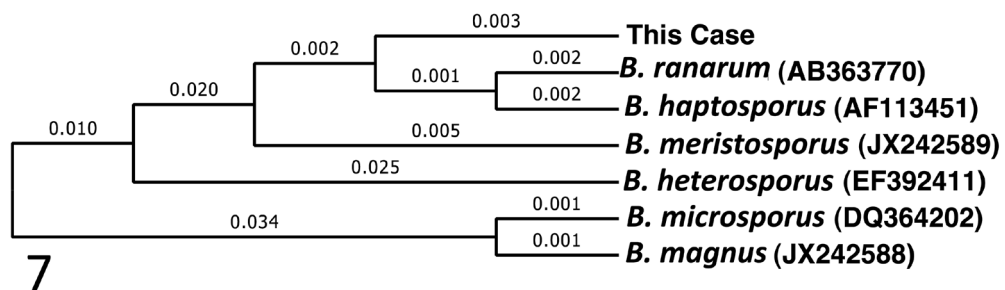 0.003
This Case
0.002
0.002
B. ranarum (AB363770)
0.001
0.020
0.002
B. haptosporus (AF113451)
0.010
0.005
B. meristosporus (JX242589)
0.025
B. heterosporus (EF392411)
0.001
0.034
B. microsporus (DQ364202)
0.001
B. magnus (JX242588)
7